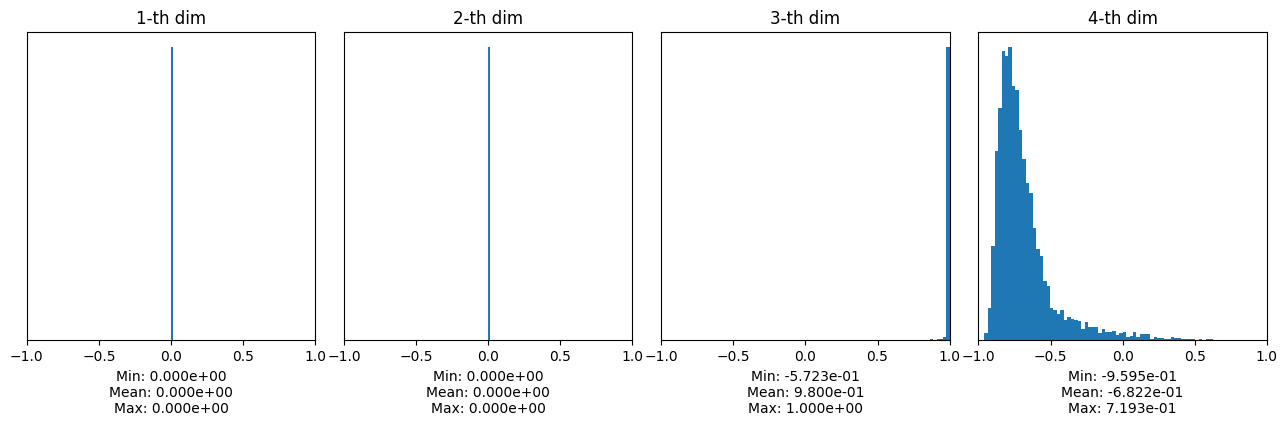 1-th dim
2-th dim
3-th dim
4-th dim
−1.0 −0.5 0.0 0.5 1.0
−1.0 −0.5 0.0 0.5 1.0
−1.0 −0.5 0.0 0.5 1.0
−1.0 −0.5 0.0 0.5 1.0
Min: 0.000e+00
Mean: 0.000e+00
Max: 0.000e+00
Min: 0.000e+00
Mean: 0.000e+00
Max: 0.000e+00
Min: -5.723e-01
Mean: 9.800e-01
Max: 1.000e+00
Min: -9.595e-01
Mean: -6.822e-01
Max: 7.193e-01